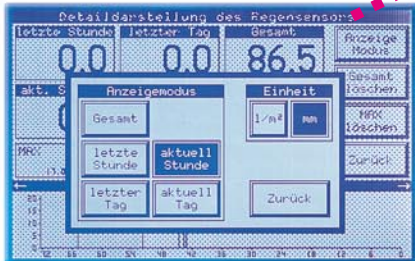 Detaildarstellung des Regensensors
letzte Stunde letzter Tag Gesamt
0.0 0.0 86.5
Anzeige
Modus
Gesamt
löschen
MAX
löschen
Zurück
akt. S
MAX
Anzeigemodus
Einheit
Gesamt
l/m² mm
letzte
Stunde
aktuell
Stunde
letzter
Tag
aktuell
Tag
Zurück